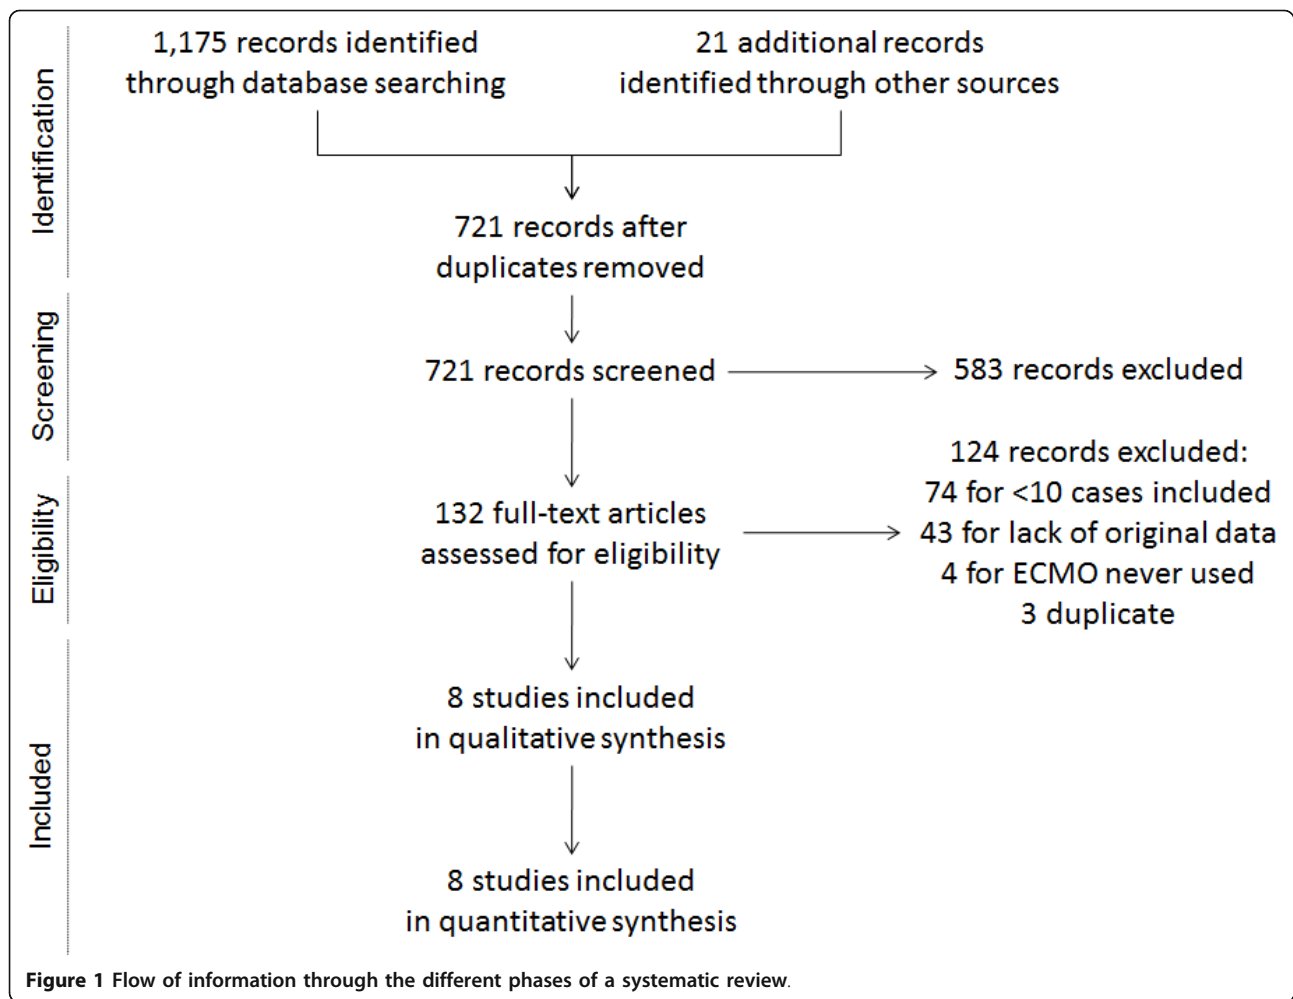 Identification
1,175 records identified
through database searching
21 additional records
identified through other sources
721 records after
duplicates removed
Screening
721 records screened
583 records excluded
Eligibility
132 full-text articles
assessed for eligibility
124 records excluded:
74 for <10 cases included
43 for lack of original data
4 for ECMO never used
3 duplicate
Included
8 studies included
in qualitative synthesis
8 studies included
in quantitative synthesis
Figure 1 Flow of information through the different phases of a systematic review.